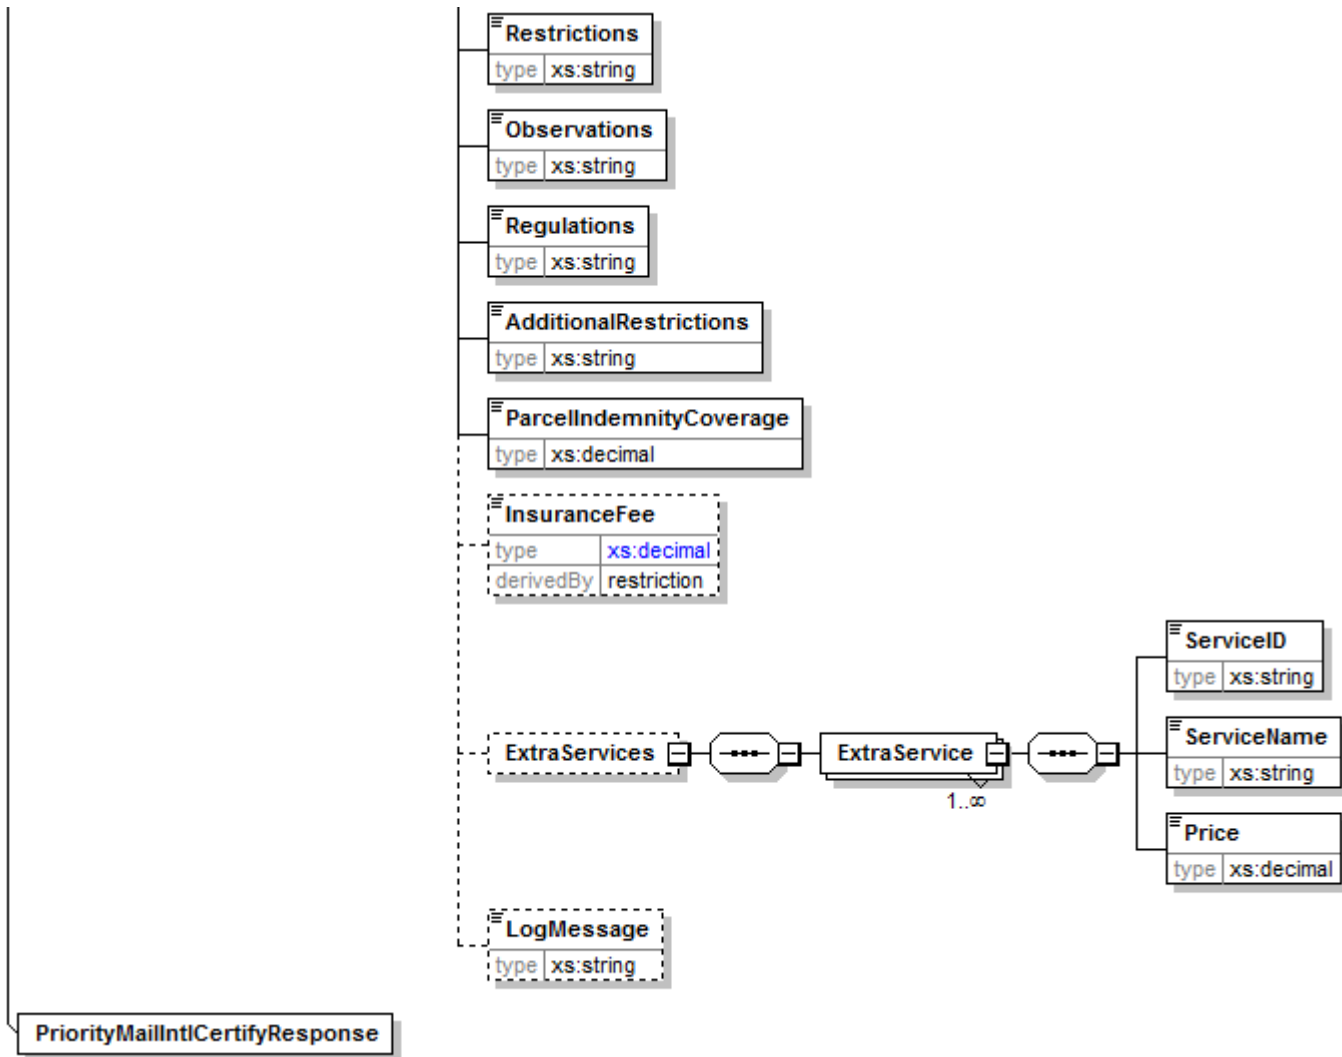 Restrictions
type xs:string
Observations
type xs:string
Regulations
type xs:string
AdditionalRestrictions
type xs:string
ParcelIndemnityCoverage
type xs:decimal
InsuranceFee
type xs:decimal
derivedBy restriction
ExtraServices
ExtraService
1..∞
ServiceID
type xs:string
ServiceName
type xs:string
Price
type xs:decimal
LogMessage
type xs:string
PriorityMailIntlCertifyResponse